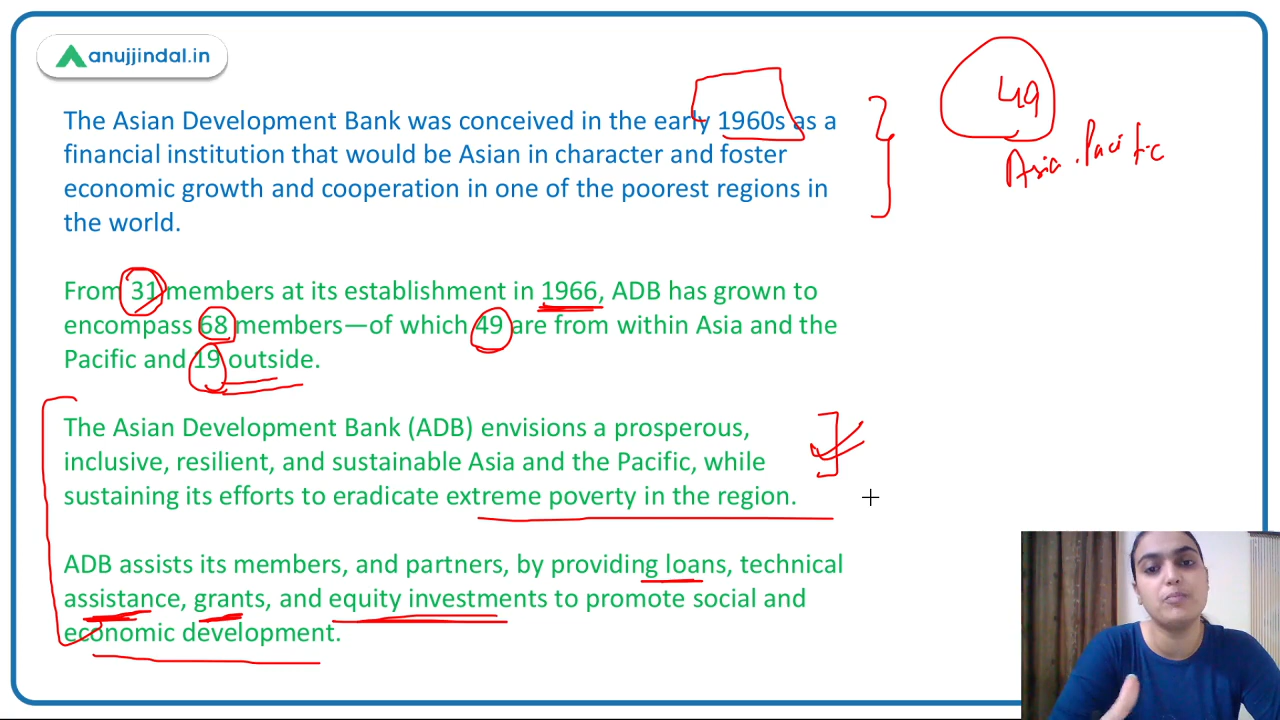 anujjindal.in
The Asian Development Bank was conceived in the early 1960s as a
financial institution that would be Asian in character and foster
economic growth and cooperation in one of the poorest regions in
the world.
49
Asia.Pacific
From 31 members at its establishment in 1966, ADB has grown to
encompass 68 members—of which 49 are from within Asia and the
Pacific and 19 outside.
The Asian Development Bank (ADB) envisions a prosperous,
inclusive, resilient, and sustainable Asia and the Pacific, while
sustaining its efforts to eradicate extreme poverty in the region.
ADB assists its members, and partners, by providing loans, technical
assistance, grants, and equity investments to promote social and
economic development.